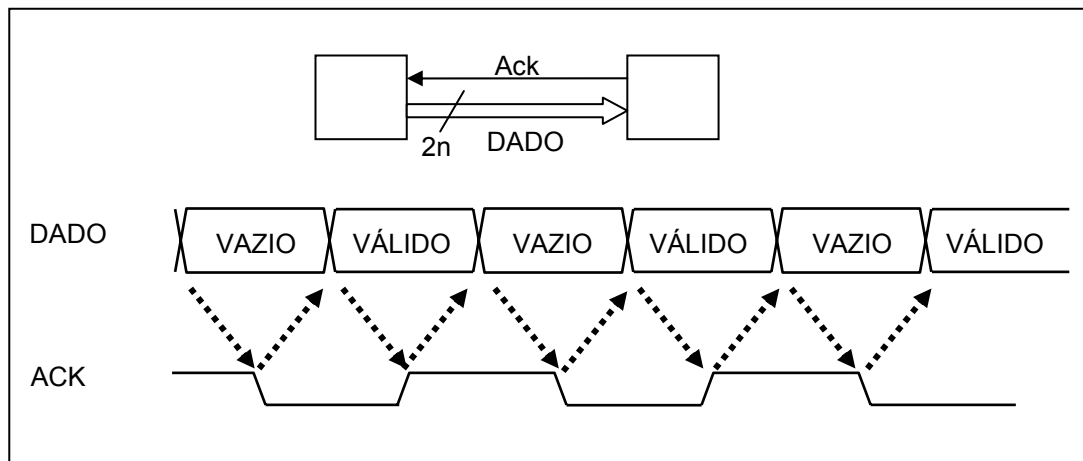 Ack
DADO
2n
DADO VAZIO VÁLIDO VAZIO VÁLIDO VAZIO VÁLIDO
ACK